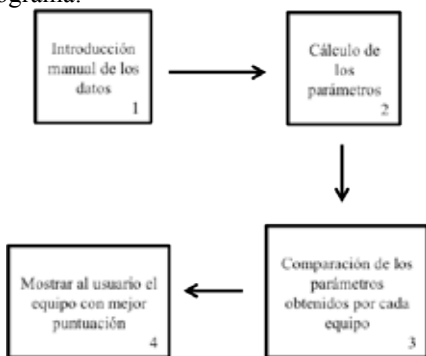 Introducción
manual de los
datos
1
Cálculo de
los
parámetros
2
Comparación de los
parámetros
obtenidos por cada
equipo
3
Mostrar al usuario el
equipo con mejor
puntuación
4